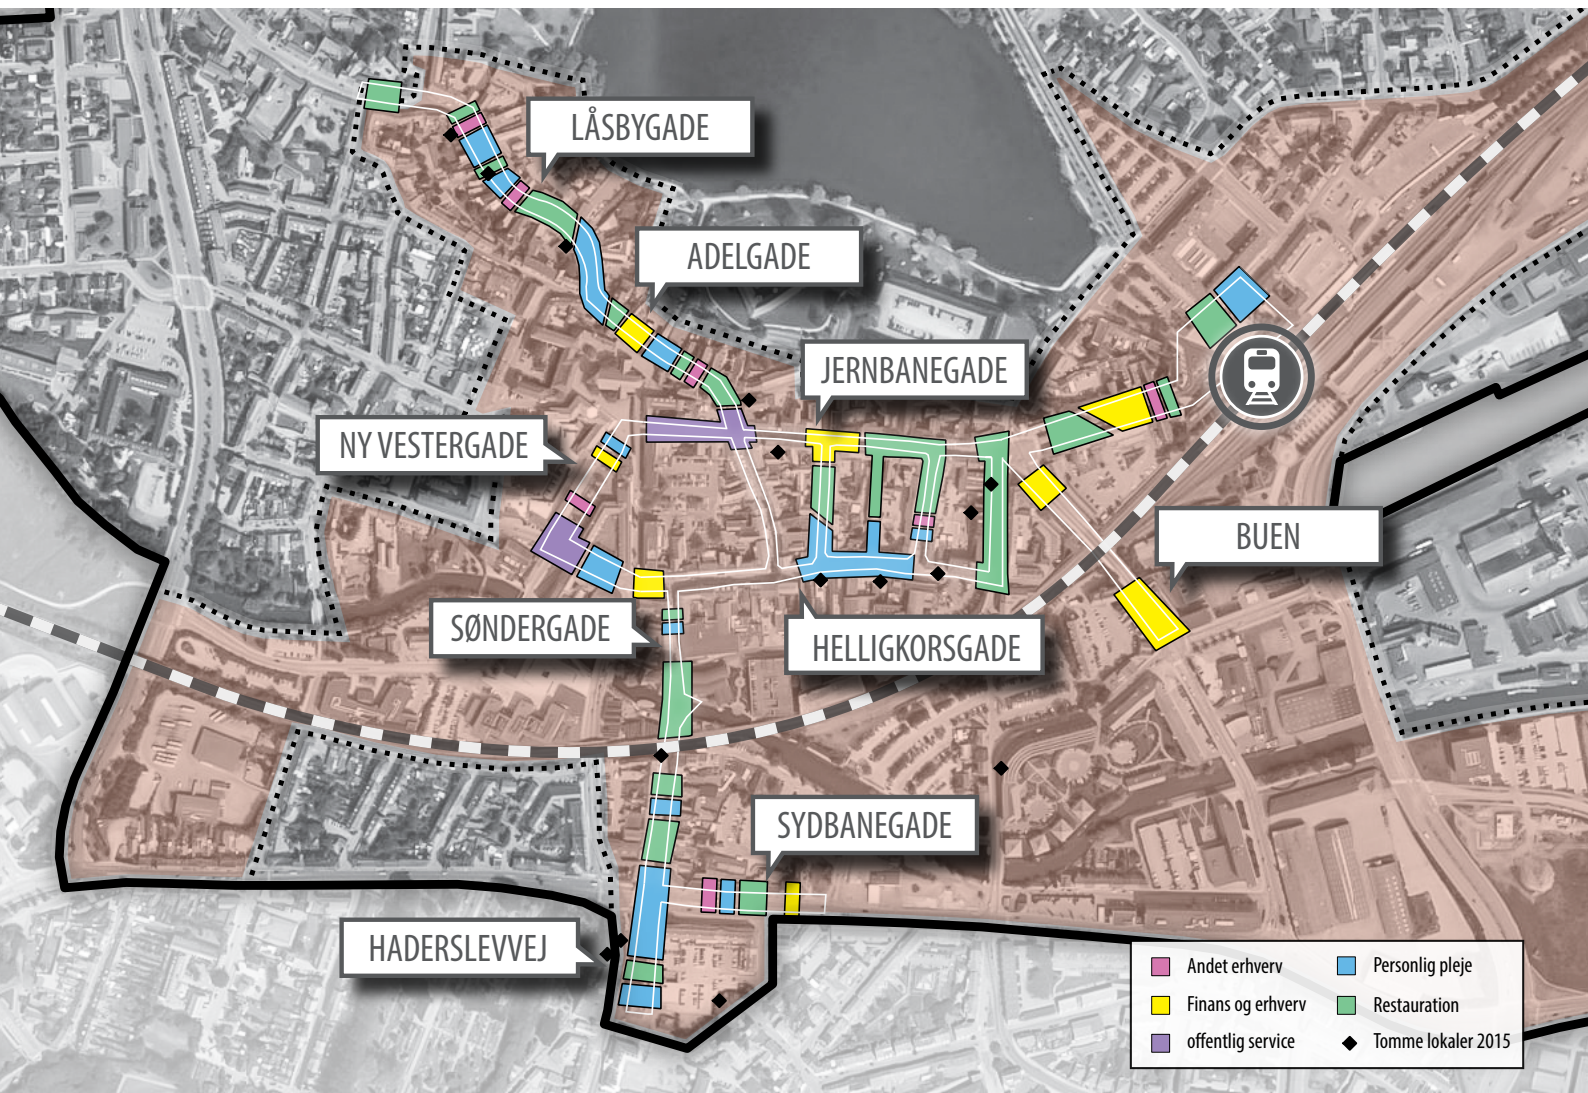 LÅSBYGADE
ADELGADE
JERNBANEGADE
NY VESTERGADE
BUEN
SØNDERGADE
HELLIGKORSGADE
SYDBANEGADE
HADERSLEVVEJ
Andet erhverv
Finans og erhverv
offentlig service
Personlig pleje
Restauration
Tomme lokaler 2015